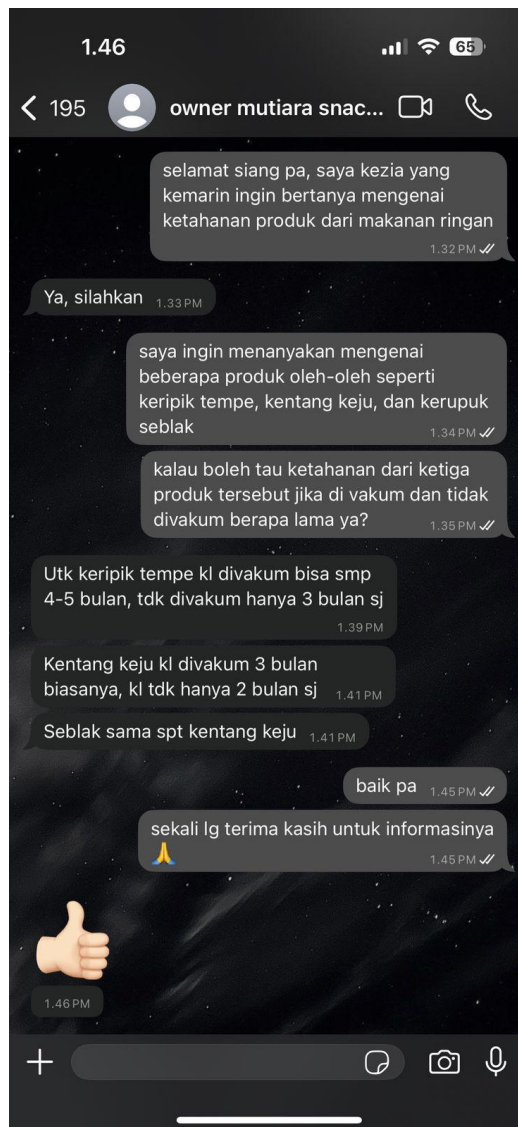 1.46
65
195
owner mutiara snac...
selamat siang pa, saya kezia yang
kemarin ingin bertanya mengenai
ketahanan produk dari makanan ringan
1.32 PM
Ya, silahkan 1.33 PM
saya ingin menanyakan mengenai
beberapa produk oleh-oleh seperti
keripik tempe, kentang keju, dan kerupuk
seblak
1.34 PM
kalau boleh tau ketahanan dari ketiga
produk tersebut jika di vakum dan tidak
divakum berapa lama ya?
1.35 PM
Utk keripik tempe kl divakum bisa smp
4-5 bulan, tdk divakum hanya 3 bulan sj
1.39 PM
Kentang keju kl divakum 3 bulan
biasanya, kl tdk hanya 2 bulan sj 1.41 PM
Seblak sama spt kentang keju 1.41 PM
baik pa 1.45 PM
sekali lg terima kasih untuk informasinya
🙏
1.45 PM
👍🏻
1.46 PM